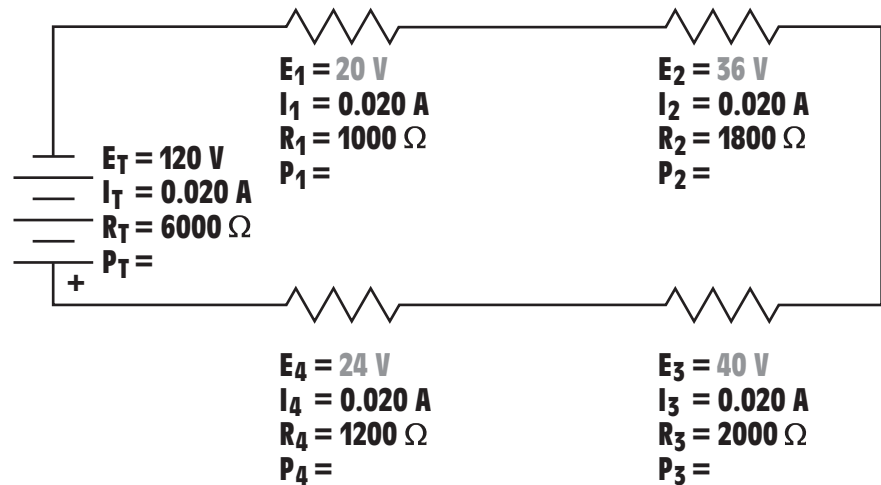 E1 = 20 V
I1 = 0.020 A
R1 = 1000 Ω
P1 =
E2 = 36 V
I2 = 0.020 A
R2 = 1800 Ω
P2 =
ET = 120 V
IT = 0.020 A
RT = 6000 Ω
PT =
+
E4 = 24 V
I4 = 0.020 A
R4 = 1200 Ω
P4 =
E3 = 40 V
I3 = 0.020 A
R3 = 2000 Ω
P3 =